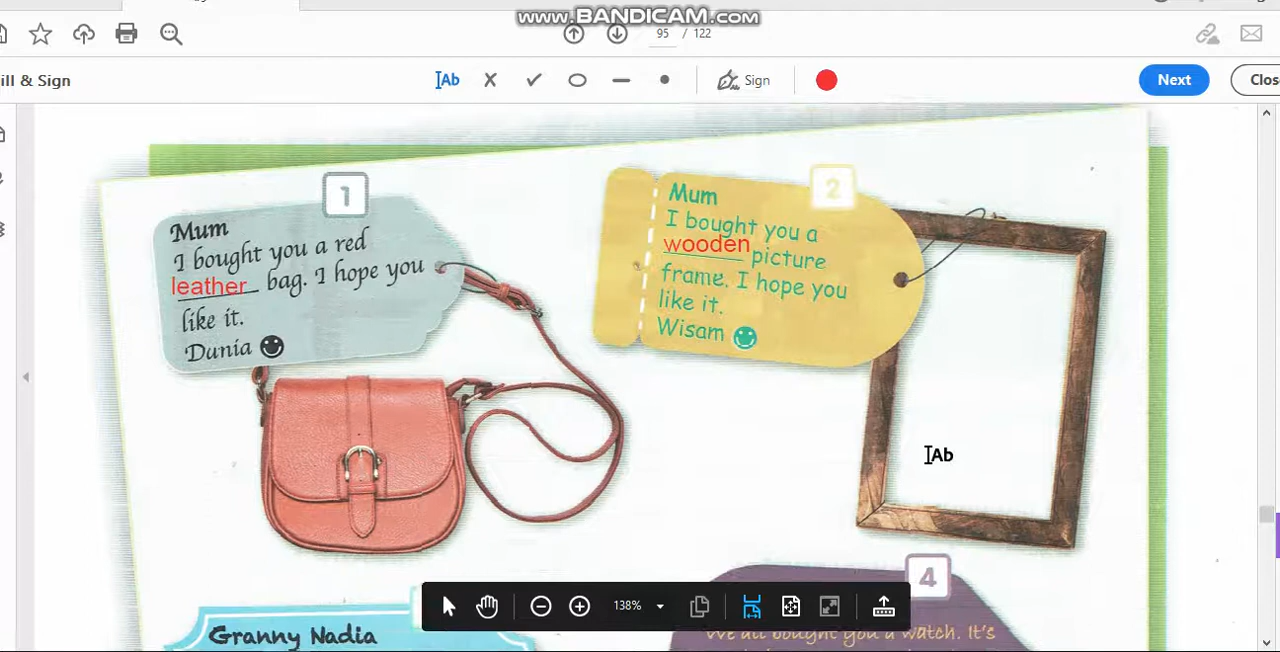 www.BANDICAM.com
95 / 122
ill & Sign
Ab
Sign
Next
Clos
1
Mum
I bought you a red
leather bag. I hope you
like it.
Dunia
2
Mum
I bought you a
wooden picture
frame. I hope you
like it.
Wisam
Ab
4
138%
Granny Nadia
We all bought you a watch. It's